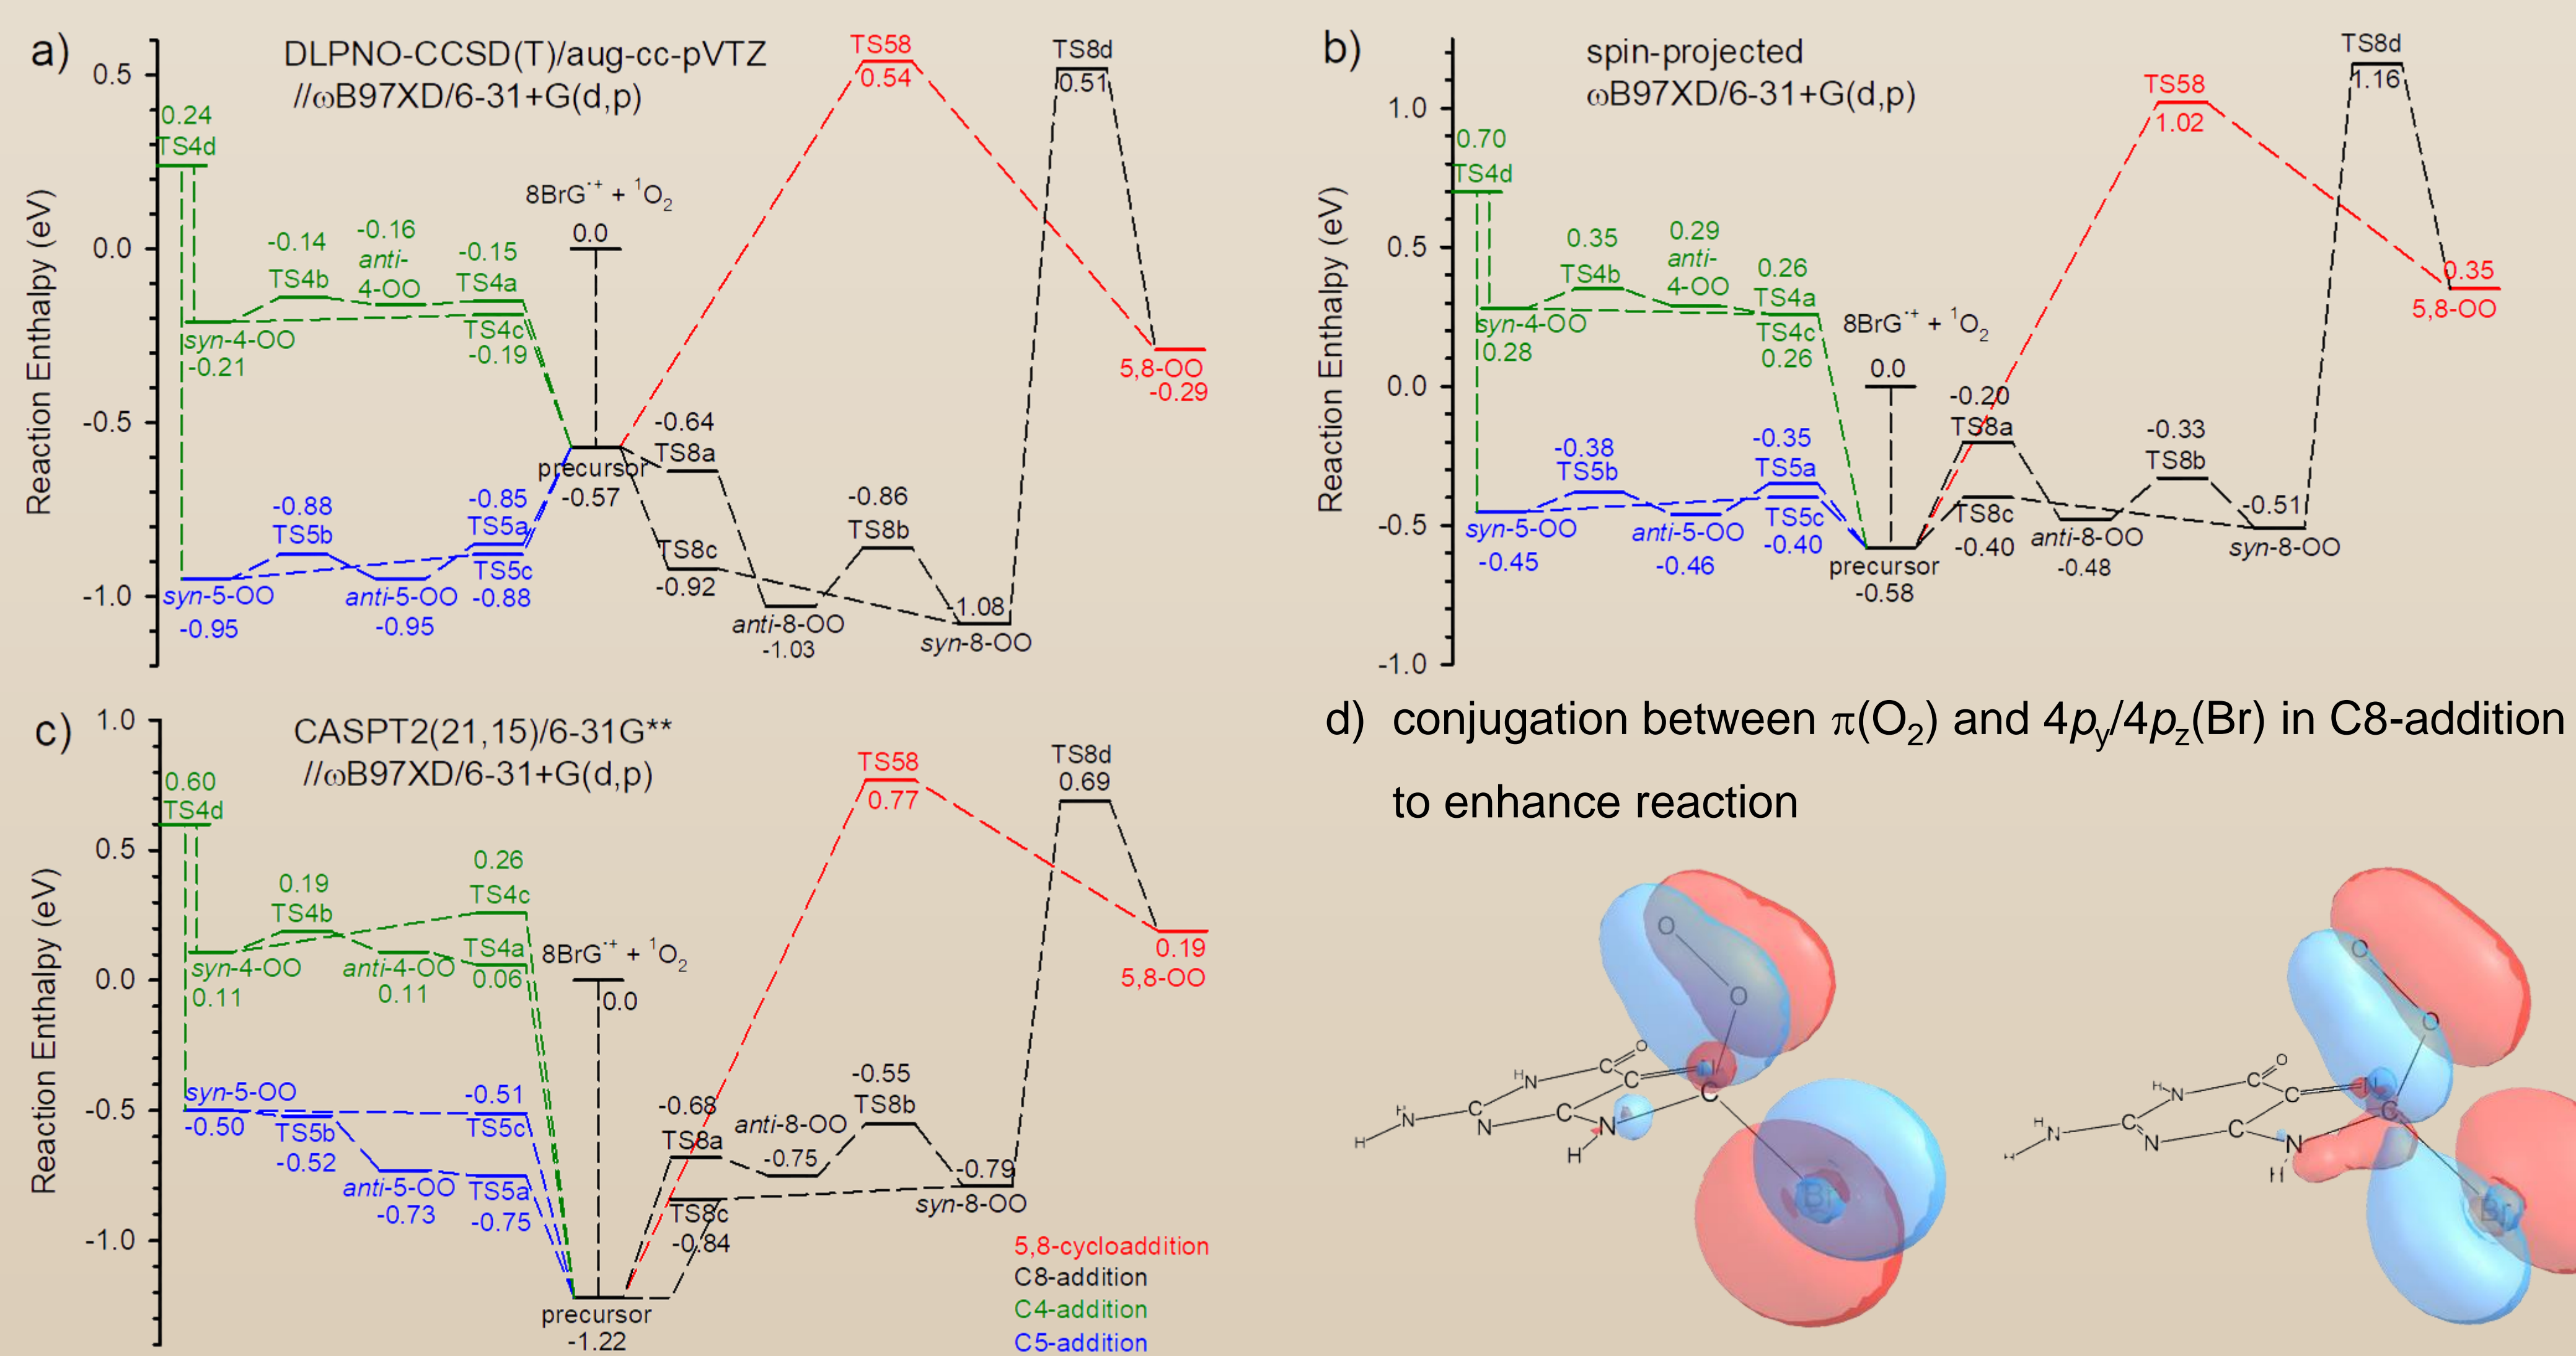 a)
DLPNO-CCSD(T)/aug-cc-pVTZ
//ωB97XD/6-31+G(d,p)
Reaction Enthalpy (eV)
0.5
0.0
-0.5
-1.0
0.24
TS4d
-0.14
TS4b
-0.16
anti-
4-OO
-0.15
TS4a
TS4c
-0.19
syn-4-OO
-0.21
8BrG·+ + 1O2
0.0
TS58
0.54
TS8d
0.51
5,8-OO
-0.29
precursor
-0.57
-0.64
TS8a
TS8c
-0.92
-0.86
TS8b
anti-8-OO
-1.03
-1.08
syn-8-OO
-0.88
TS5b
-0.85
TS5a
TS5c
-0.88
syn-5-OO
-0.95
anti-5-OO
-0.95
b)
spin-projected
ωB97XD/6-31+G(d,p)
Reaction Enthalpy (eV)
1.0
0.5
0.0
-0.5
-1.0
0.70
TS4d
0.35
TS4b
0.29
anti-
4-OO
0.26
TS4a
TS4c
0.26
syn-4-OO
0.28
8BrG·+ + 1O2
0.0
TS58
1.02
TS8d
1.16
0.35
5,8-OO
-0.20
TS8a
TS8c
-0.40
-0.33
TS8b
anti-8-OO
-0.48
-0.51
syn-8-OO
-0.38
TS5b
-0.35
TS5a
TS5c
-0.40
syn-5-OO
-0.45
anti-5-OO
-0.46
precursor
-0.58
c)
CASPT2(21,15)/6-31G**
//ωB97XD/6-31+G(d,p)
Reaction Enthalpy (eV)
1.0
0.5
0.0
-0.5
-1.0
0.60
TS4d
0.19
TS4b
0.26
TS4c
TS4a
0.06
syn-4-OO
0.11
anti-4-OO
0.11
8BrG·+ + 1O2
0.0
TS58
0.77
TS8d
0.69
0.19
5,8-OO
syn-5-OO
-0.50
TS5b
-0.52
-0.51
TS5c
anti-5-OO
-0.73
TS5a
-0.75
-0.68
TS8a
anti-8-OO
-0.75
-0.55
TS8b
-0.79
syn-8-OO
TS8c
-0.84
precursor
-1.22
5,8-cycloaddition
C8-addition
C4-addition
C5-addition
d) conjugation between π(O2) and 4py/4pz(Br) in C8-addition
to enhance reaction
O
O
O
H
N
C
C
N
C
H
N
C
N
C
N
H
H
Br
O
O
O
H
N
C
C
N
C
H
N
C
N
C
N
H
H
Br